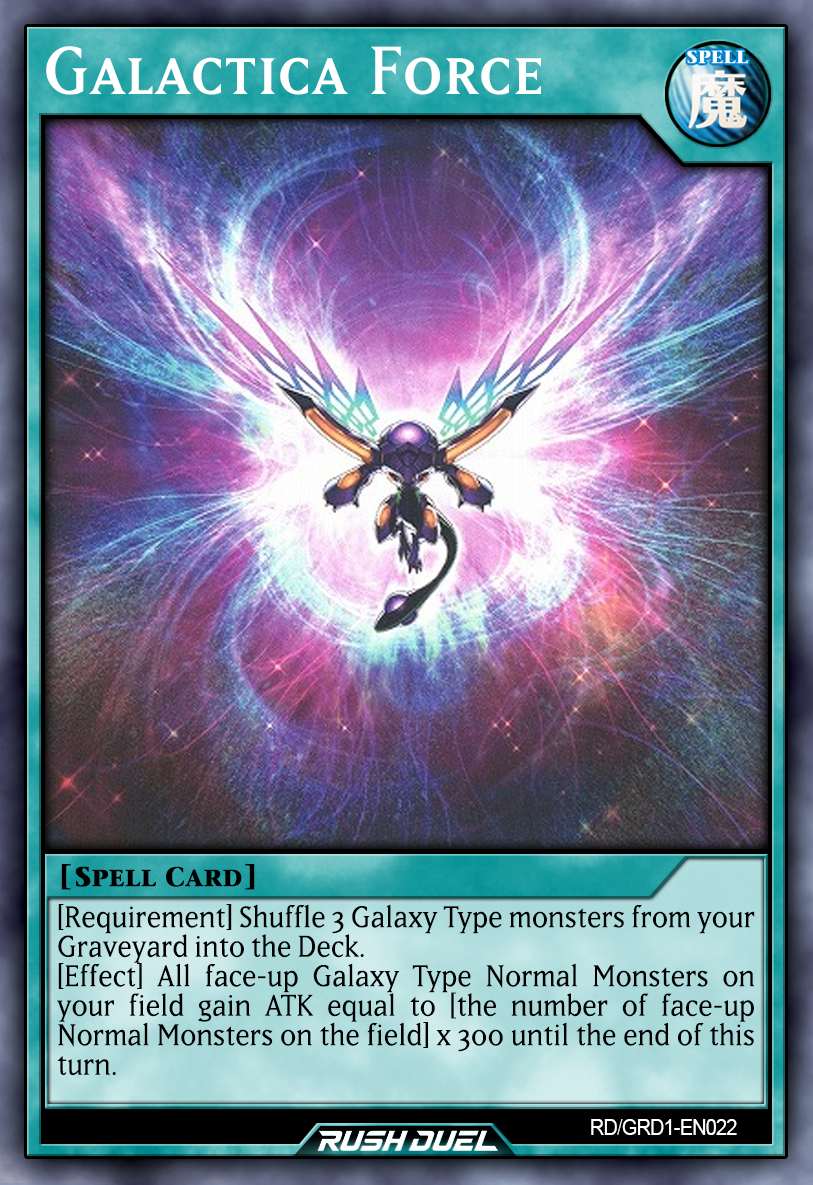 Galactica Force
SPELL
魔
[Spell Card]
[Requirement] Shuffle 3 Galaxy Type monsters from your
Graveyard into the Deck.
[Effect] All face-up Galaxy Type Normal Monsters on
your field gain ATK equal to [the number of face-up
Normal Monsters on the field] x 300 until the end of this
turn.
RD/GRD1-EN022
RUSH DUEL